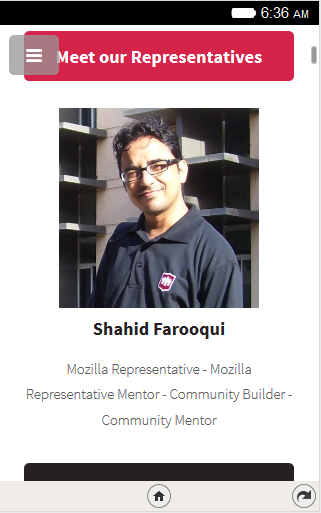 6:36 AM
Meet our Representatives
Shahid Farooqui
Mozilla Representative - Mozilla
Representative Mentor - Community Builder -
Community Mentor